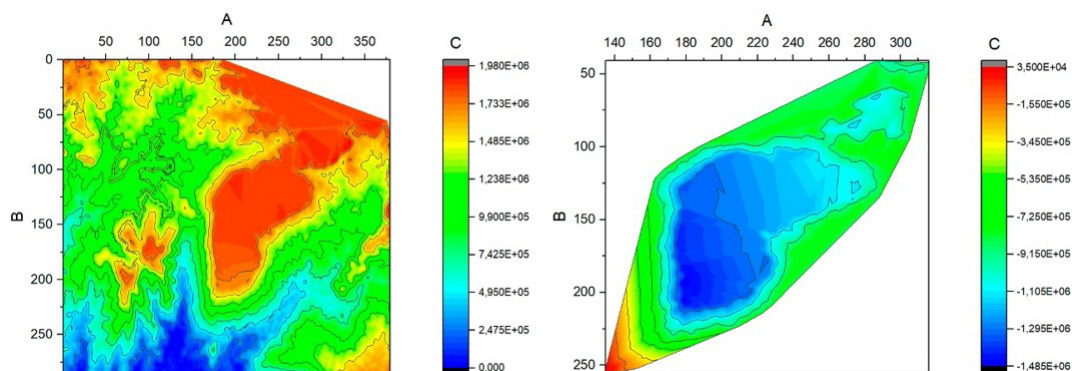 A
50 100 150 200 250 300 350
0
50
100
150
200
250
B
C
1.980E+06
1.733E+06
1.485E+06
1.238E+06
9.900E+05
7.425E+05
4.950E+05
2.475E+05
0.000
A
140 160 180 200 220 240 260 280 300
50
100
150
200
250
B
C
3,500E+04
-1,550E+05
-3,450E+05
-5,350E+05
-7,250E+05
-9,150E+05
-1,105E+06
-1,295E+06
-1,485E+06